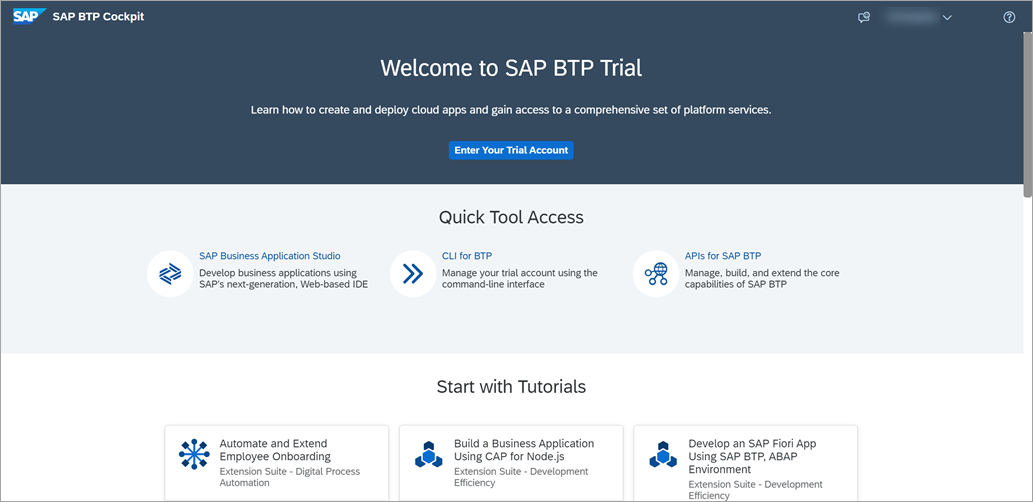 SAP SAP BTP Cockpit
Welcome to SAP BTP Trial
Learn how to create and deploy cloud apps and gain access to a comprehensive set of platform services.
Enter Your Trial Account
Quick Tool Access
SAP Business Application Studio
Develop business applications using
SAP's next-generation, Web-based IDE
CLI for BTP
Manage your trial account using the
command-line interface
APIs for SAP BTP
Manage, build, and extend the core
capabilities of SAP BTP
Start with Tutorials
Automate and Extend
Employee Onboarding
Extension Suite - Digital Process
Automation
Build a Business Application
Using CAP for Node.js
Extension Suite - Development
Efficiency
Develop an SAP Fiori App
Using SAP BTP, ABAP
Environment
Extension Suite - Development
Efficiency